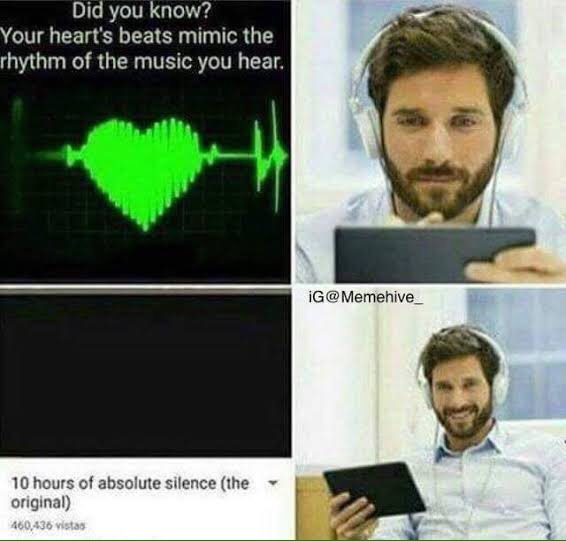 Did you know?
Your heart's beats mimic the
rhythm of the music you hear.
iG@Memehive_
10 hours of absolute silence (the
original)
460,436 vistas